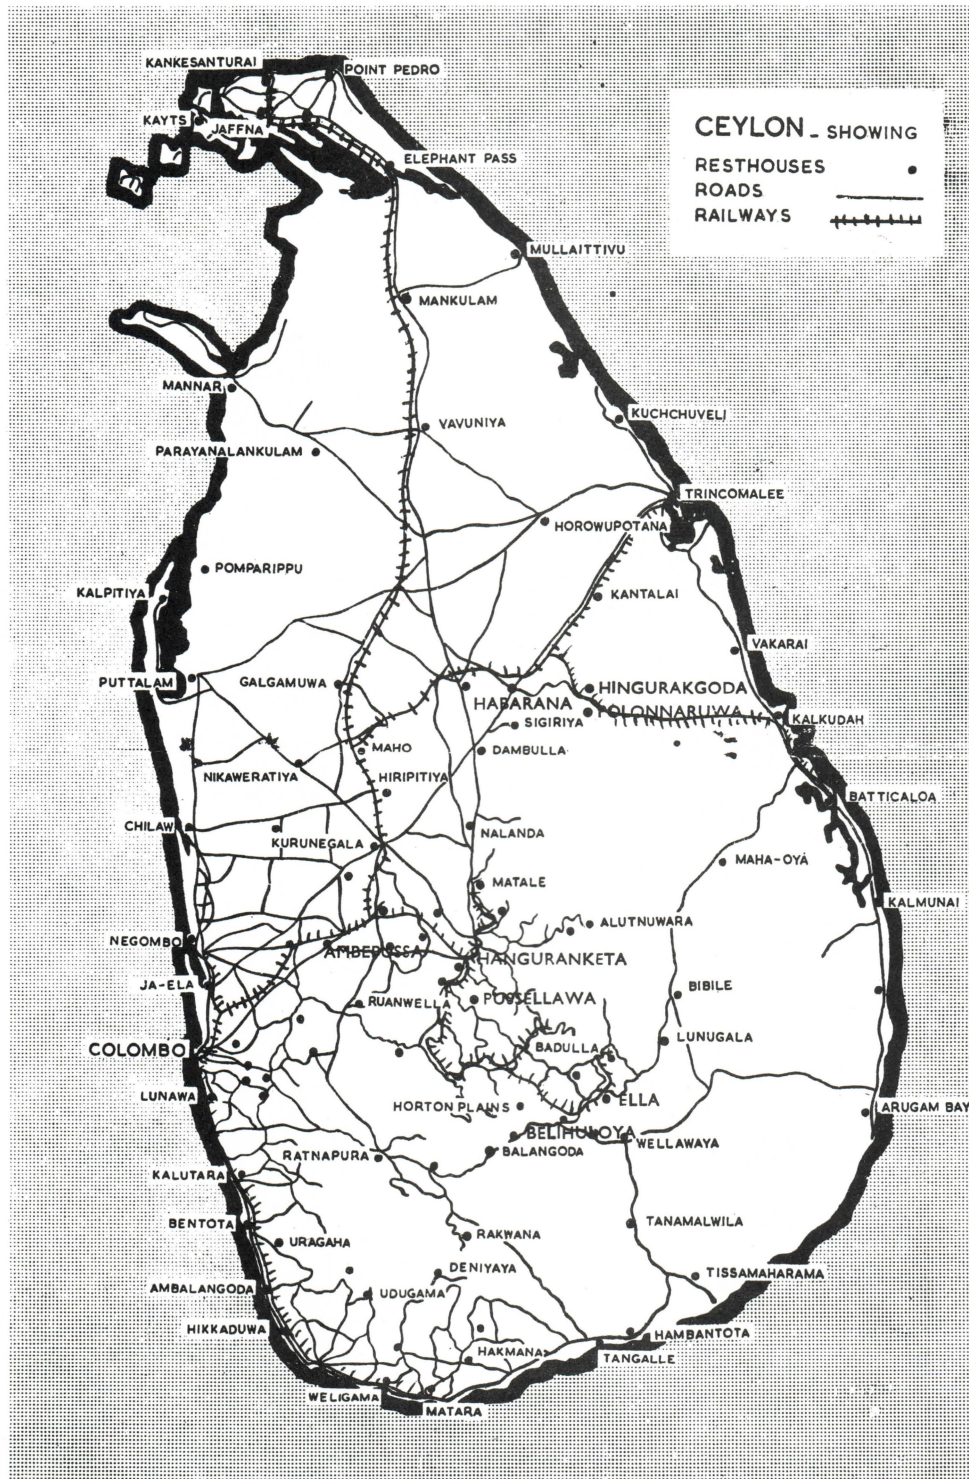 KANKESANTURAI
POINT PEDRO
KAYTS
JAFFNA
ELEPHANT PASS
CEYLON - SHOWING
RESTHOUSES
ROADS
RAILWAYS
MULLAITTIVU
MANKULAM
MANNAR
KUCHCHUVELI
VAVUNIYA
PARAYANALANKULAM
TRINCOMALEE
HOROWUPOTANA
POMPARIPPU
KALPITIYA
KANTALAI
VAKARAI
PUTTALAM
GALGAMUWA
HINGURAKGODA
HABARANA
POLONNARUWA
SIGIRIYA
KALKUDAH
MAHO
DAMBULLA
NIKAWERATIYA
HIRIPITIYA
BATTICALOA
CHILAW
NALANDA
KURUNEGALA
MAHA-OYA
MATALE
KALMUNAI
ALUTNUWARA
NEGOMBO
AMBEPUSSA
HANGURANKETA
JA-ELA
RUANWELLA
PUSSELLAWA
BIBILE
COLOMBO
BADULLA
LUNUGALA
LUNAWA
HORTON PLAINS
ELLA
ARUGAM BAY
BELIHULOYA
WELLAWAYA
RATNAPURA
BALANGODA
KALUTARA
BENTOTA
TANAMALWILA
URAGAHA
RAKWANA
DENIYAYA
TISSAMAHARAMA
AMBALANGODA
UDUGAMA
HIKKADUWA
HAMBANTOTA
HAKMANA
TANGALLE
WELIGAMA
MATARA